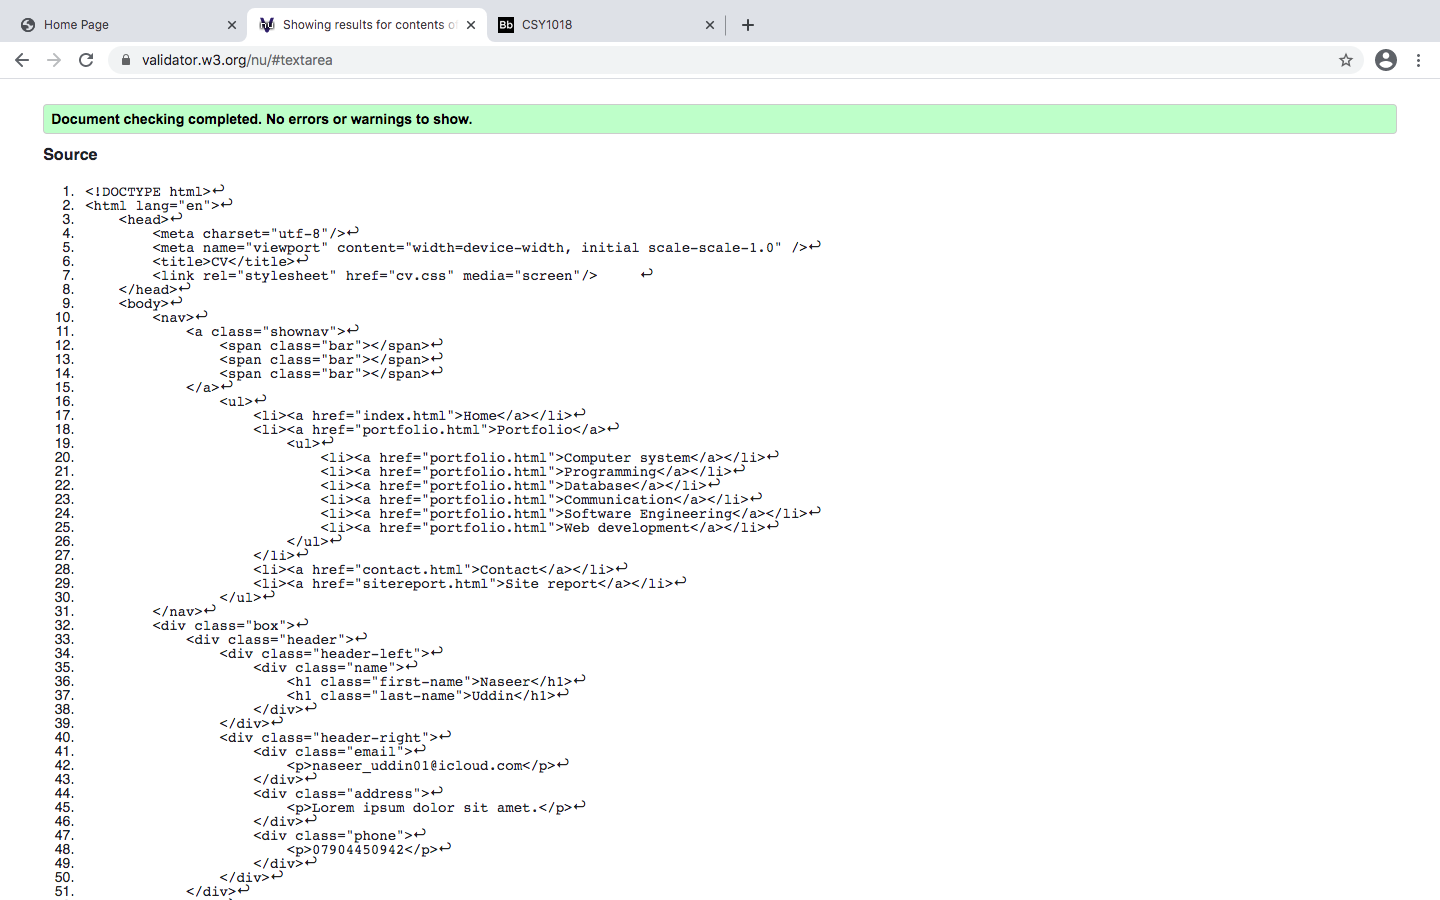 Home Page
Showing results for contents o
Bb CSY1018
validator.w3.org/nu/#textarea
Document checking completed. No errors or warnings to show.
Source
1. <!DOCTYPE html>↩
2. <html lang="en">↩
3.     <head>↩
4.         <meta charset="utf-8"/>↩
5.         <meta name="viewport" content="width=device-width, initial scale-scale-1.0" />↩
6.         <title>CV</title>↩
7.         <link rel="stylesheet" href="cv.css" media="screen"/>     ↩
8.     </head>↩
9.     <body>↩
10.         <nav>↩
11.             <a class="shownav">↩
12.                 <span class="bar"></span>↩
13.                 <span class="bar"></span>↩
14.                 <span class="bar"></span>↩
15.             </a>↩
16.                 <ul>↩
17.                     <li><a href="index.html">Home</a></li>↩
18.                     <li><a href="portfolio.html">Portfolio</a>↩
19.                         <ul>↩
20.                             <li><a href="portfolio.html">Computer system</a></li>↩
21.                             <li><a href="portfolio.html">Programming</a></li>↩
22.                             <li><a href="portfolio.html">Database</a></li>↩
23.                             <li><a href="portfolio.html">Communication</a></li>↩
24.                             <li><a href="portfolio.html">Software Engineering</a></li>↩
25.                             <li><a href="portfolio.html">Web development</a></li>↩
26.                         </ul>↩
27.                     </li>↩
28.                     <li><a href="contact.html">Contact</a></li>↩
29.                     <li><a href="sitereport.html">Site report</a></li>↩
30.                 </ul>↩
31.         </nav>↩
32.         <div class="box">↩
33.             <div class="header">↩
34.                 <div class="header-left">↩
35.                     <div class="name">↩
36.                         <h1 class="first-name">Naseer</h1>↩
37.                         <h1 class="last-name">Uddin</h1>↩
38.                     </div>↩
39.                 </div>↩
40.                 <div class="header-right">↩
41.                     <div class="email">↩
42.                         <p>naseer_uddin01@icloud.com</p>↩
43.                     </div>↩
44.                     <div class="address">↩
45.                         <p>Lorem ipsum dolor sit amet.</p>↩
46.                     </div>↩
47.                     <div class="phone">↩
48.                         <p>07904450942</p>↩
49.                     </div>↩
50.                 </div>↩
51.             </div>↩